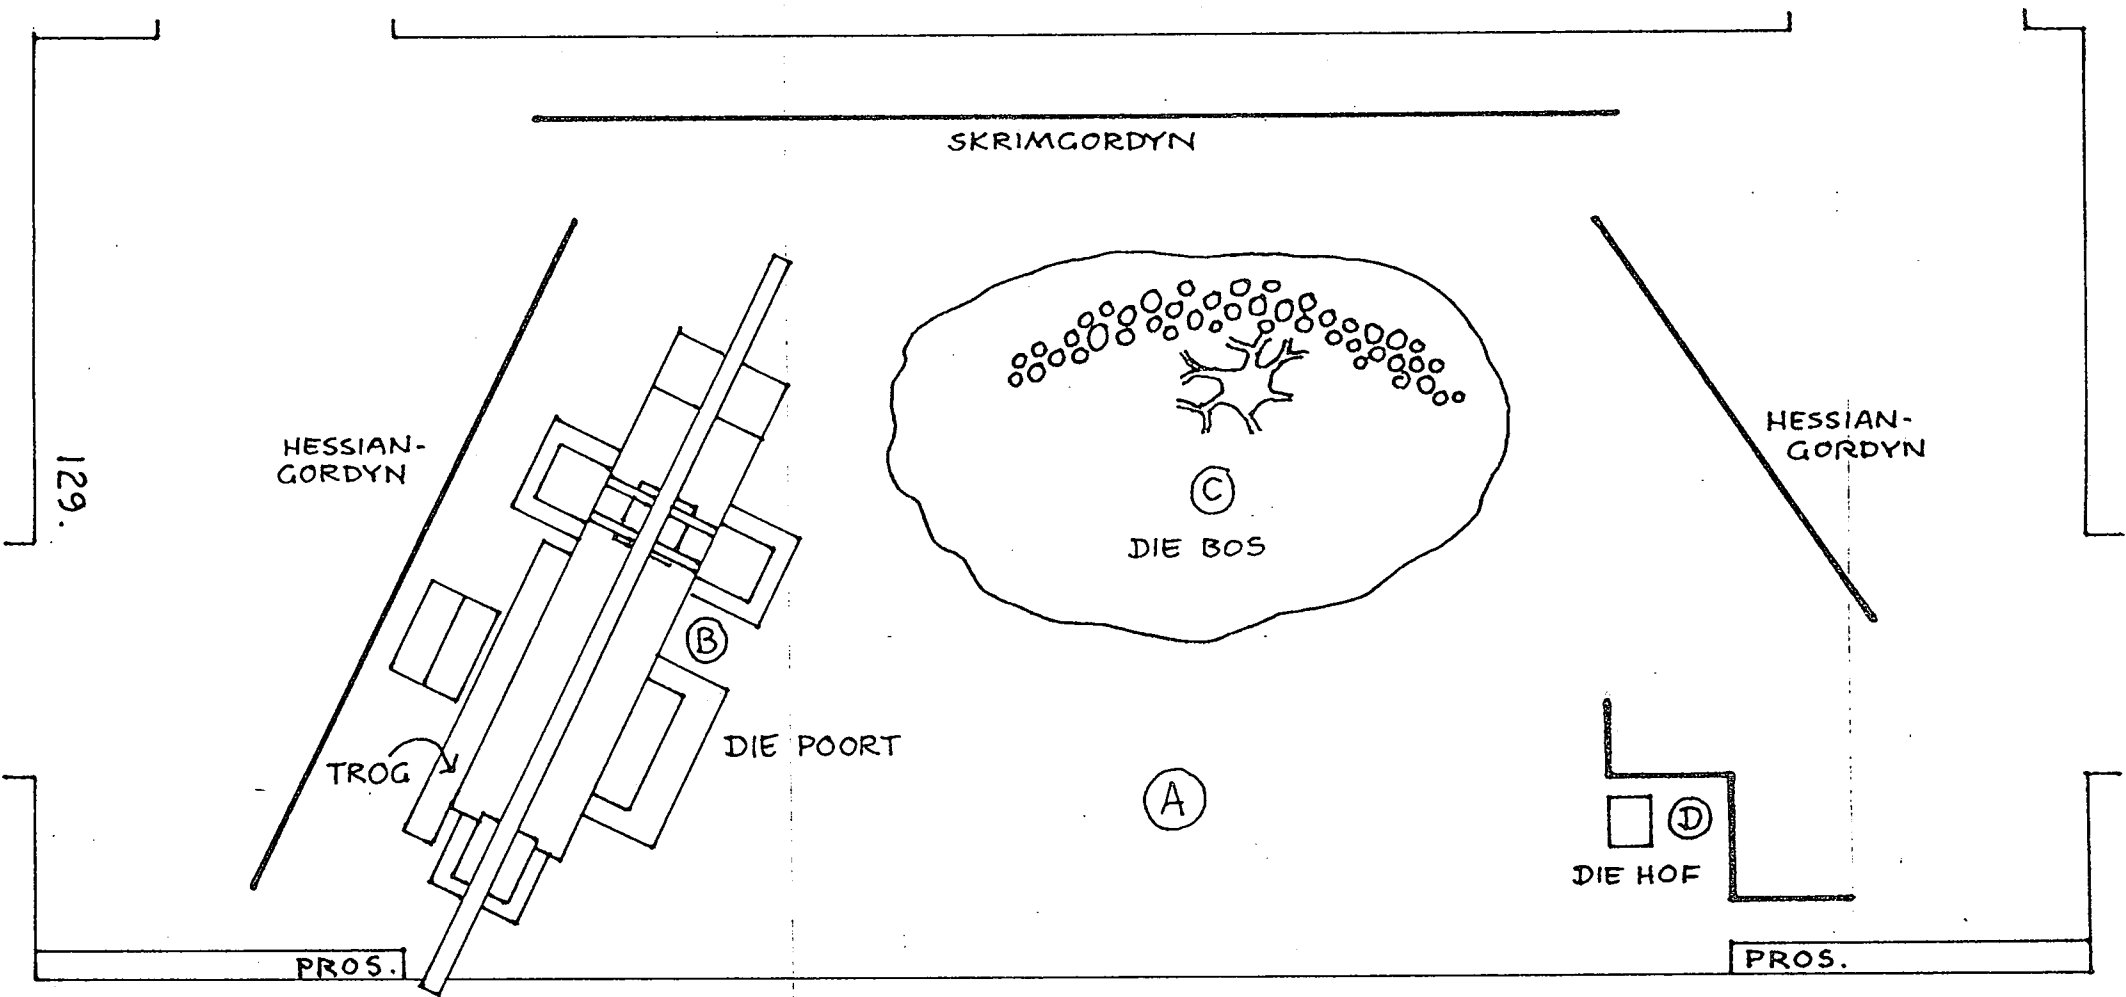 SKRIMGORDYN
HESSIAN-
GORDYN
HESSIAN-
GORDYN
129.
C
DIE BOS
B
DIE POORT
TROG
A
D
DIE HOF
PROS.
PROS.